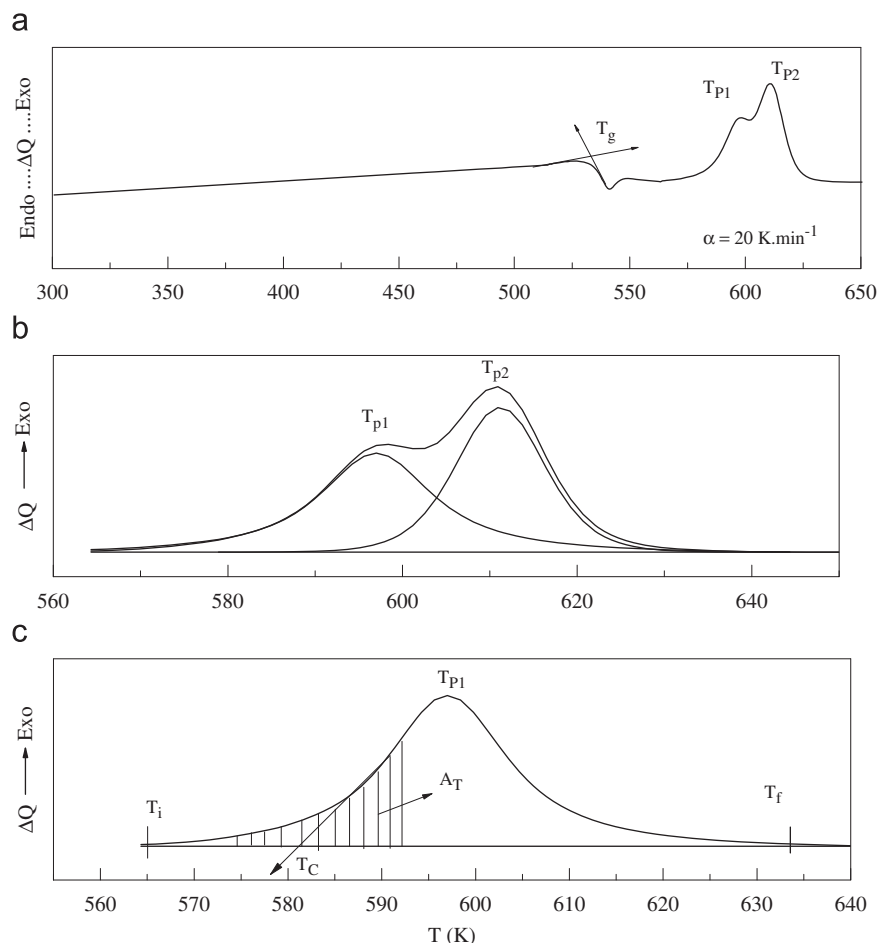 a
Endo ....ΔQ ....Exo
T_P2
T_P1
T_g
α = 20 K.min⁻¹
300 350 400 450 500 550 600 650
b
ΔQ → Exo
T_p2
T_p1
560 580 600 620 640
c
ΔQ → Exo
T_P1
A_T
T_i
T_f
T_C
560 570 580 590 600 610 620 630 640
T (K)